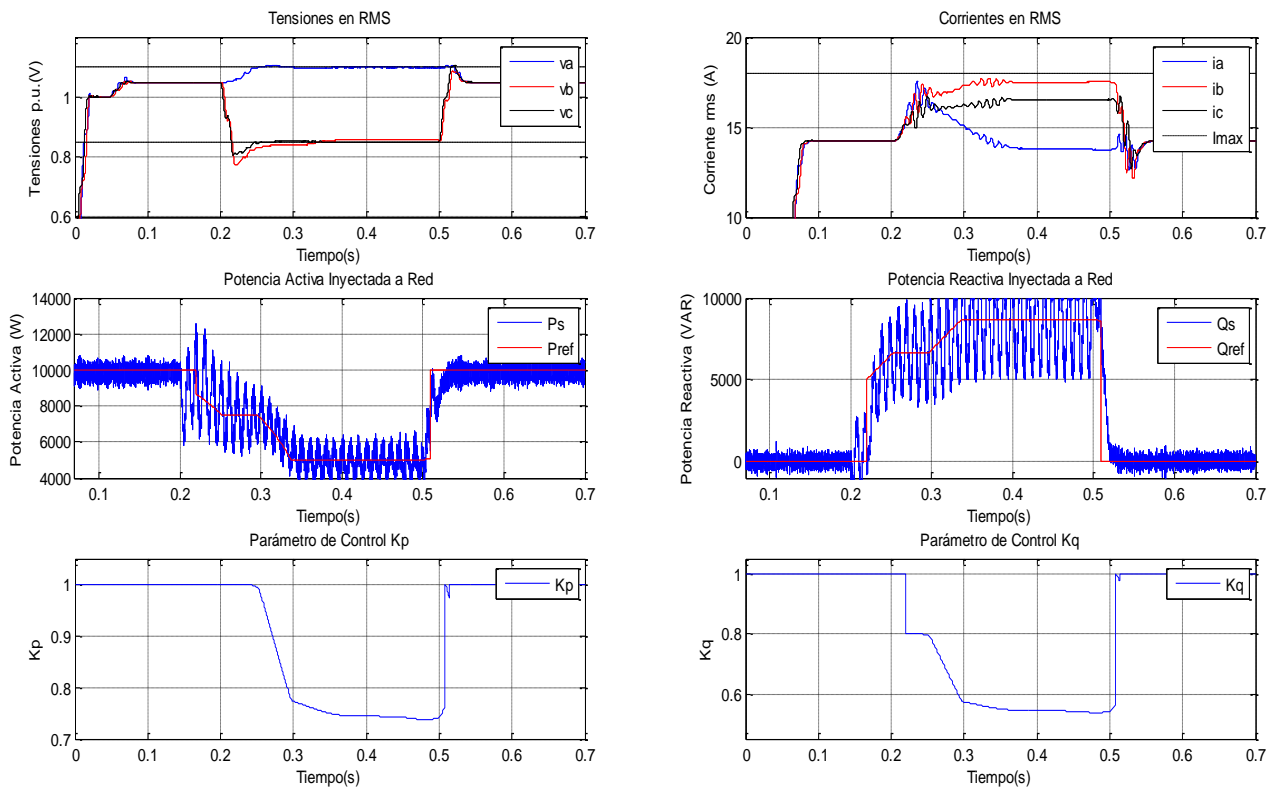 Tensiones en RMS
Tensiones p.u.(V)
1
0.8
0.6
va
vb
vc
0 0.1 0.2 0.3 0.4 0.5 0.6 0.7
Tiempo(s)
Corrientes en RMS
Corriente rms (A)
20
15
10
ia
ib
ic
Imax
0 0.1 0.2 0.3 0.4 0.5 0.6 0.7
Tiempo(s)
Potencia Activa Inyectada a Red
Potencia Activa (W)
14000
12000
10000
8000
6000
4000
Ps
Pref
0.1 0.2 0.3 0.4 0.5 0.6 0.7
Tiempo(s)
Potencia Reactiva Inyectada a Red
Potencia Reactiva (VAR)
10000
5000
0
Qs
Qref
0.1 0.2 0.3 0.4 0.5 0.6 0.7
Tiempo(s)
Parámetro de Control Kp
Kp
1
0.9
0.8
0.7
Kp
0 0.1 0.2 0.3 0.4 0.5 0.6 0.7
Tiempo(s)
Parámetro de Control Kq
Kq
1
0.8
0.6
Kq
0 0.1 0.2 0.3 0.4 0.5 0.6 0.7
Tiempo(s)